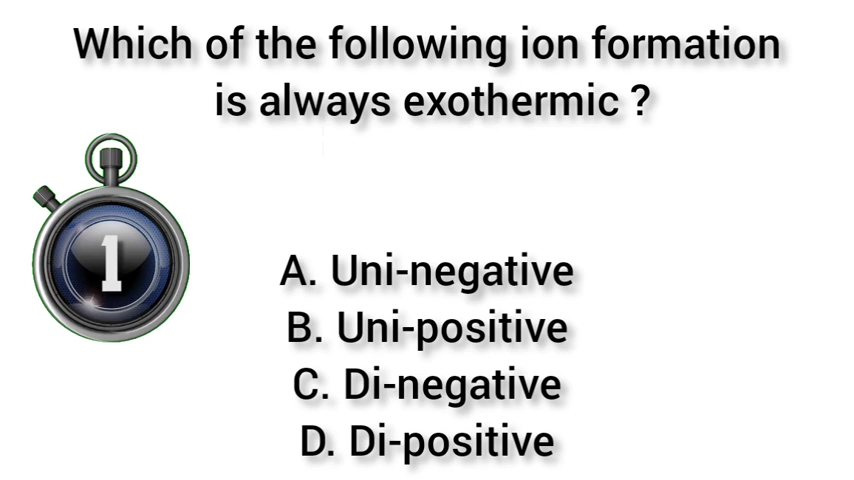 Which of the following ion formation
is always exothermic ?
1
A. Uni-negative
B. Uni-positive
C. Di-negative
D. Di-positive